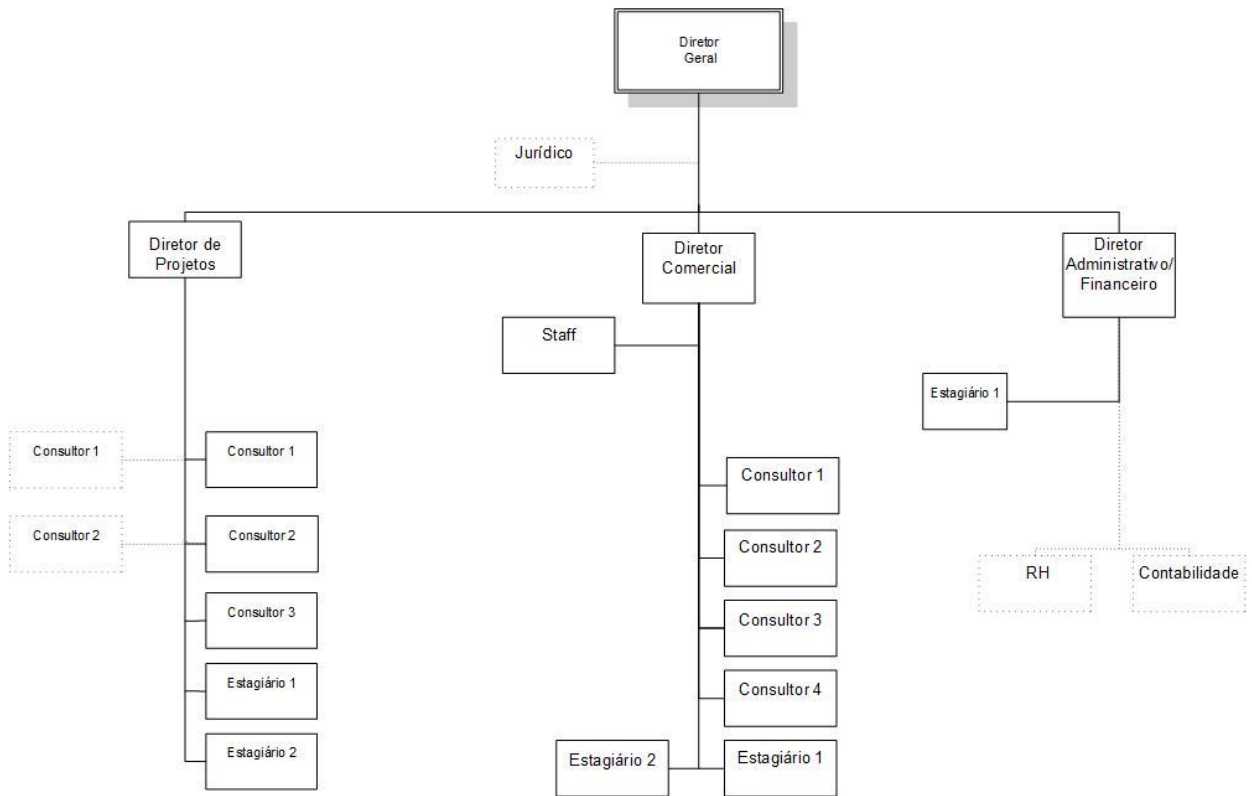 Diretor
Geral
Jurídico
Diretor de
Projetos
Diretor
Comercial
Diretor
Administrativo/
Financeiro
Staff
Estagiário 1
Consultor 1
Consultor 1
Consultor 1
Consultor 2
Consultor 2
Consultor 2
RH
Contabilidade
Consultor 3
Consultor 3
Estagiário 1
Consultor 4
Estagiário 2
Estagiário 2
Estagiário 1